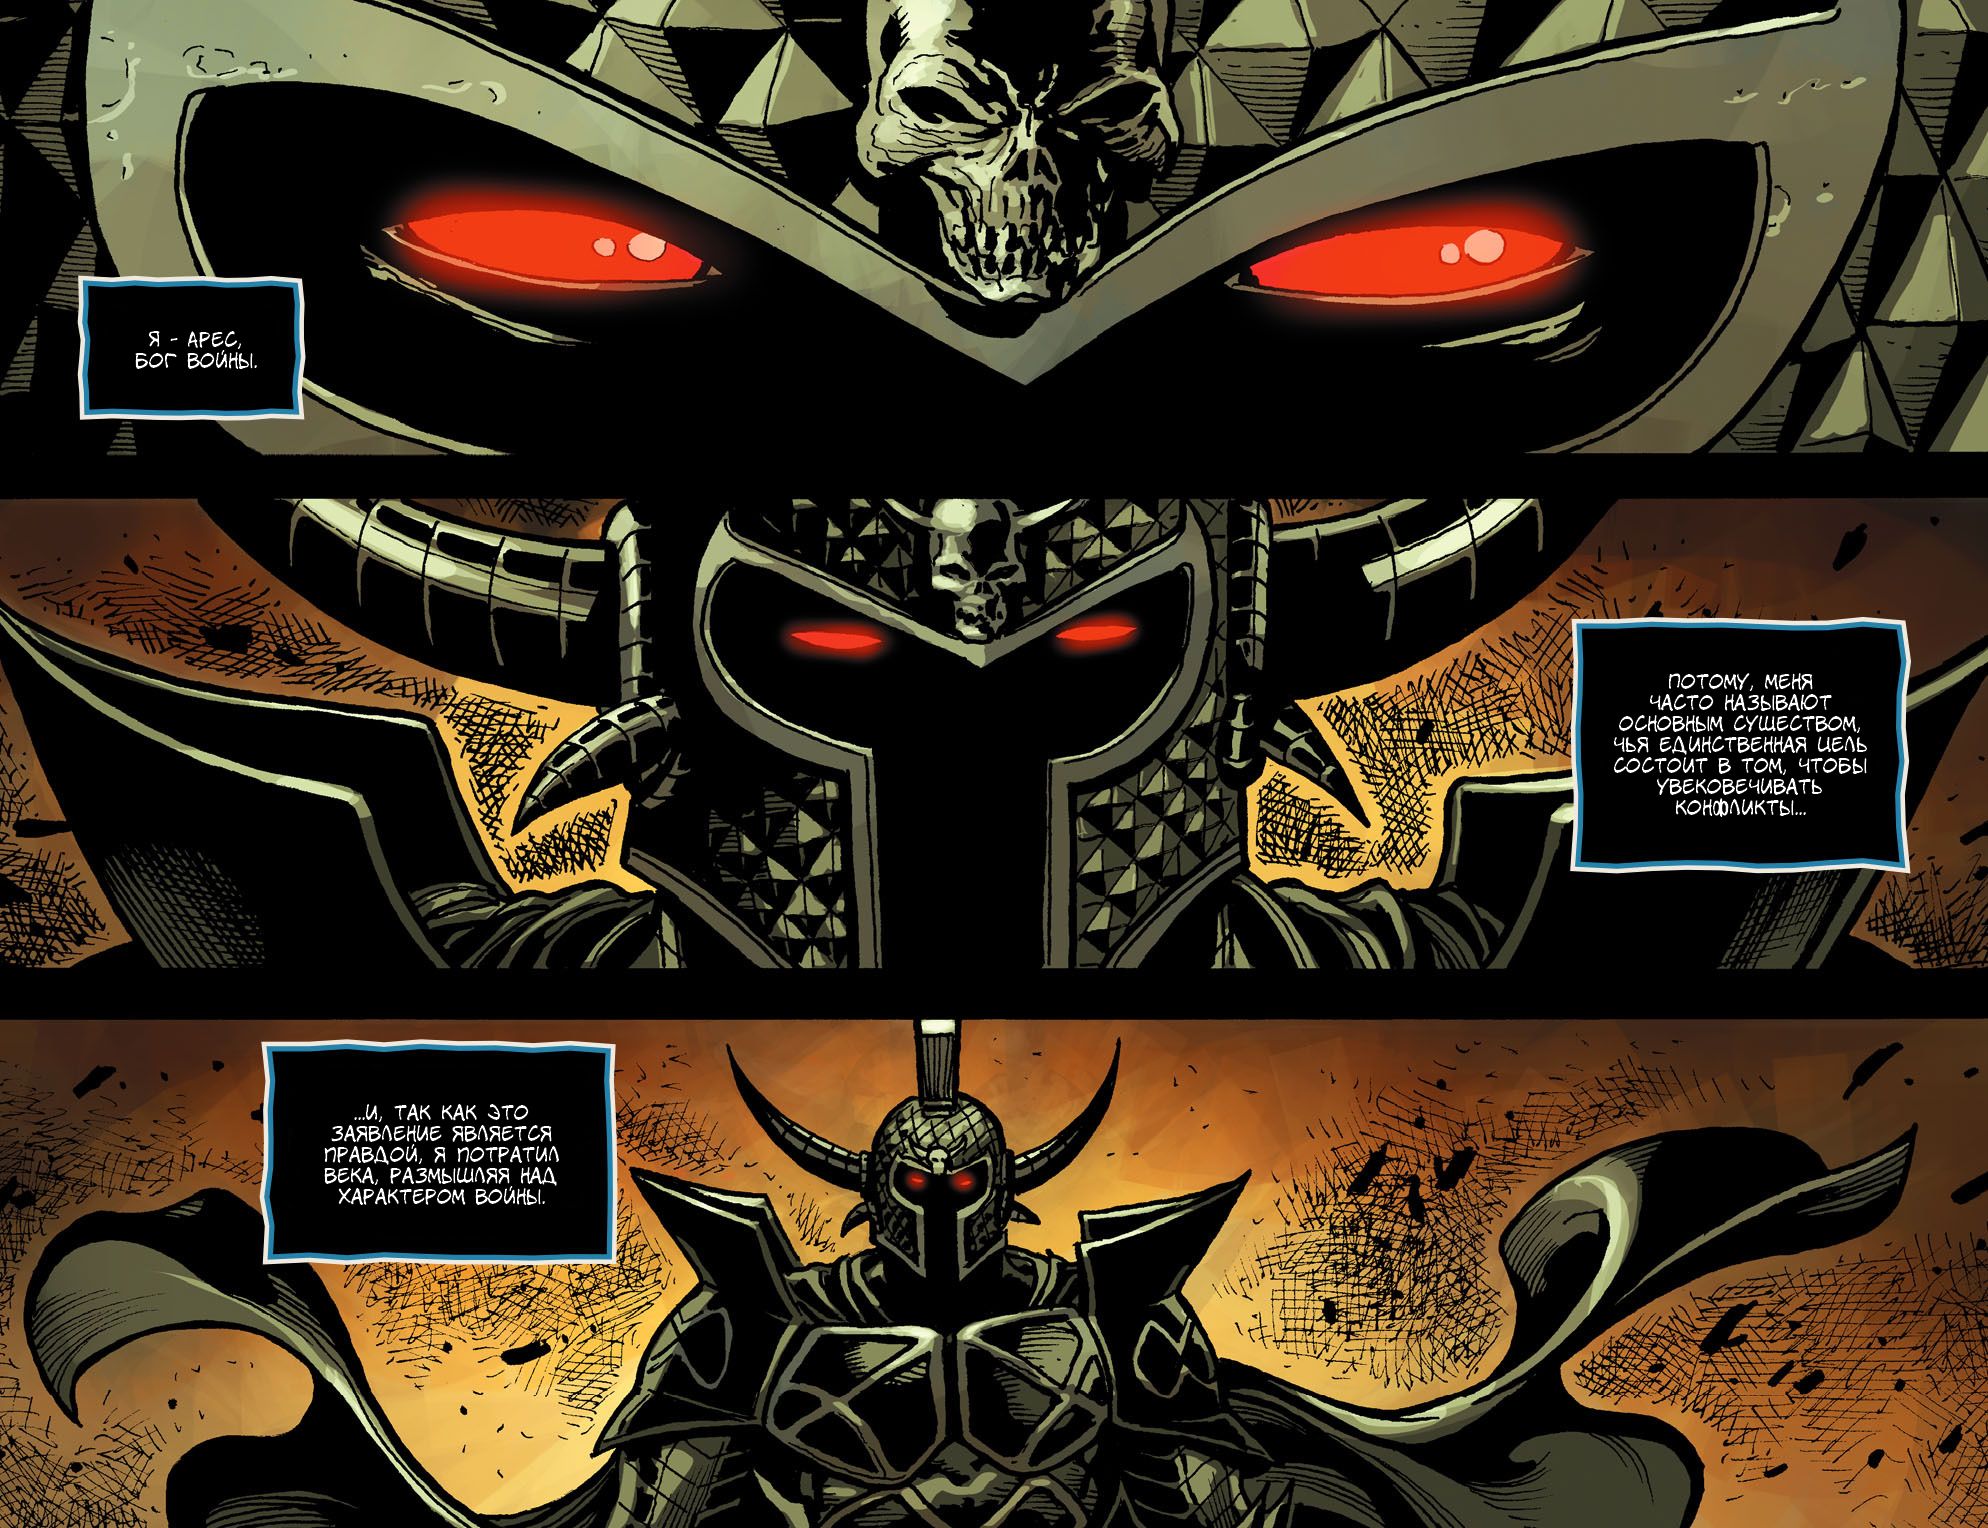 Я - АРЕС,
БОГ ВОЙНЫ.
ПОТОМУ, МЕНЯ
ЧАСТО НАЗЫВАЮТ
ОСНОВНЫМ СУЩЕСТВОМ,
ЧЬЯ ЕДИНСТВЕННАЯ ЦЕЛЬ
СОСТОИТ В ТОМ, ЧТОБЫ
УВЕКОВЕЧИВАТЬ
КОНФЛИКТЫ...
...И, ТАК КАК ЭТО
ЗАЯВЛЕНИЕ ЯВЛЯЕТСЯ
ПРАВДОЙ, Я ПОТРАТИЛ
ВЕКА, РАЗМЫШЛЯЯ НАД
ХАРАКТЕРОМ ВОЙНЫ.